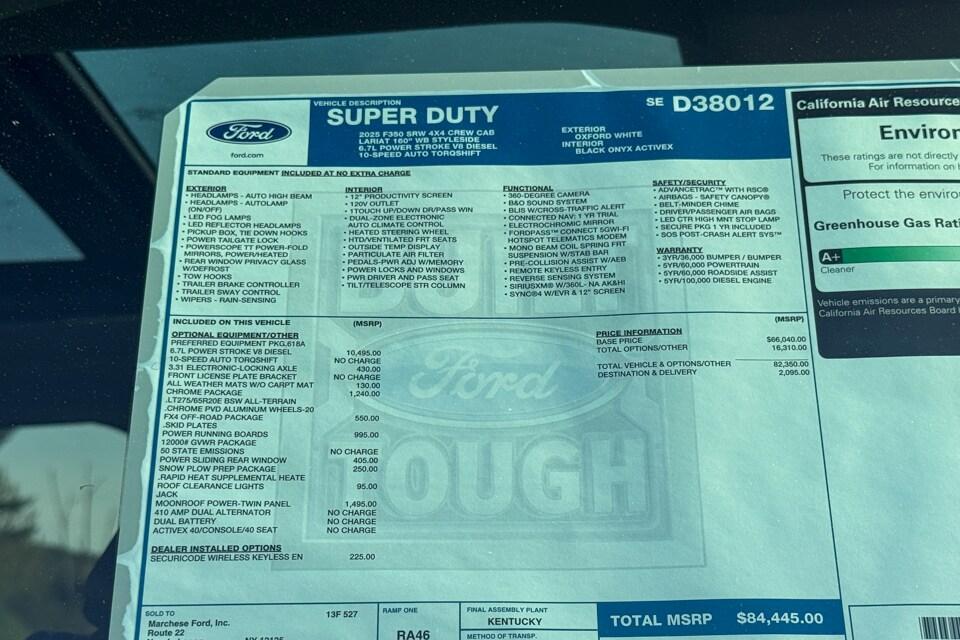 Ford
ford.com
VEHICLE DESCRIPTION
SUPER DUTY
2025 F350 SRW 4X4 CREW CAB
LARIAT 160" WB STYLESIDE
6.7L POWER STROKE V8 DIESEL
10-SPEED AUTO TORQSHIFT
EXTERIOR
OXFORD WHITE
INTERIOR
BLACK ONYX ACTIVEX
SE D38012
STANDARD EQUIPMENT INCLUDED AT NO EXTRA CHARGE
EXTERIOR
• HEADLAMPS - AUTO HIGH BEAM
• HEADLAMPS - AUTOLAMP
(ON/OFF)
• LED FOG LAMPS
• LED REFLECTOR HEADLAMPS
• PICKUP BOX, TIE DOWN HOOKS
• POWER TAILGATE LOCK
• POWERSCOPE TT POWER-FOLD
MIRRORS, POWER/HEATED
• REAR WINDOW PRIVACY GLASS
W/DEFROST
• TOW HOOKS
• TRAILER BRAKE CONTROLLER
• TRAILER SWAY CONTROL
• WIPERS - RAIN-SENSING
INTERIOR
• 12" PRODUCTIVITY SCREEN
• 120V OUTLET
• 1TOUCH UP/DOWN DR/PASS WIN
• DUAL-ZONE ELECTRONIC
AUTO CLIMATE CONTROL
• HEATED STEERING WHEEL
• HTD/VENTILATED FRT SEATS
• OUTSIDE TEMP DISPLAY
• PARTICULATE AIR FILTER
• PEDALS-PWR ADJ W/MEMORY
• POWER LOCKS AND WINDOWS
• PWR DRIVER AND PASS SEAT
• TILT/TELESCOPE STR COLUMN
FUNCTIONAL
• 360-DEGREE CAMERA
• B&O SOUND SYSTEM
• BLIS W/CROSS-TRAFFIC ALERT
• CONNECTED NAV: 1 YR TRIAL
• ELECTROCHRMIC MIRROR
• FORDPASS™ CONNECT 5GWI-FI
HOTSPOT TELEMATICS MODEM
• MONO BEAM COIL SPRING FRT
SUSPENSION W/STAB BAR
• PRE-COLLISION ASSIST W/AEB
• REMOTE KEYLESS ENTRY
• REVERSE SENSING SYSTEM
• SIRIUSXM® W/360L- NA AK&HI
• SYNC®4 W/EVR & 12" SCREEN
SAFETY/SECURITY
• ADVANCETRAC™ WITH RSC®
• AIRBAGS - SAFETY CANOPY®
• BELT-MINDER CHIME
• DRIVER/PASSENGER AIR BAGS
• LED CTR HIGH MNT STOP LAMP
• SECURE PKG 1 YR INCLUDED
• SOS POST-CRASH ALERT SYS™
WARRANTY
• 3YR/36,000 BUMPER / BUMPER
• 5YR/60,000 POWERTRAIN
• 5YR/60,000 ROADSIDE ASSIST
• 5YR/100,000 DIESEL ENGINE
INCLUDED ON THIS VEHICLE (MSRP)
OPTIONAL EQUIPMENT/OTHER
PREFERRED EQUIPMENT PKG.618A
6.7L POWER STROKE V8 DIESEL 10,495.00
10-SPEED AUTO TORQSHIFT NO CHARGE
3.31 ELECTRONIC-LOCKING AXLE 430.00
FRONT LICENSE PLATE BRACKET NO CHARGE
ALL WEATHER MATS W/O CARPT MAT 130.00
CHROME PACKAGE 1,240.00
.LT275/65R20E BSW ALL-TERRAIN
.CHROME PVD ALUMINUM WHEELS-20
FX4 OFF-ROAD PACKAGE 550.00
.SKID PLATES
POWER RUNNING BOARDS 995.00
12000# GVWR PACKAGE
50 STATE EMISSIONS NO CHARGE
POWER SLIDING REAR WINDOW 405.00
SNOW PLOW PREP PACKAGE 250.00
.RAPID HEAT SUPPLEMENTAL HEATE
ROOF CLEARANCE LIGHTS 95.00
JACK
MOONROOF POWER-TWIN PANEL 1,495.00
410 AMP DUAL ALTERNATOR NO CHARGE
DUAL BATTERY NO CHARGE
ACTIVEX 40/CONSOLE/40 SEAT NO CHARGE
DEALER INSTALLED OPTIONS
SECURICODE WIRELESS KEYLESS EN 225.00
BUILT
Ford
TOUGH
PRICE INFORMATION (MSRP)
BASE PRICE $66,040.00
TOTAL OPTIONS/OTHER 16,310.00
TOTAL VEHICLE & OPTIONS/OTHER 82,350.00
DESTINATION & DELIVERY 2,095.00
SOLD TO 13F 527
Marchese Ford, Inc.
Route 22
RAMP ONE
RA46
FINAL ASSEMBLY PLANT
KENTUCKY
METHOD OF TRANSP.
TOTAL MSRP $84,445.00
California Air Resource
Enviror
These ratings are not directly
For information on
Protect the enviro
Greenhouse Gas Rati
A+
Cleaner
Vehicle emissions are a primary
California Air Resources Board